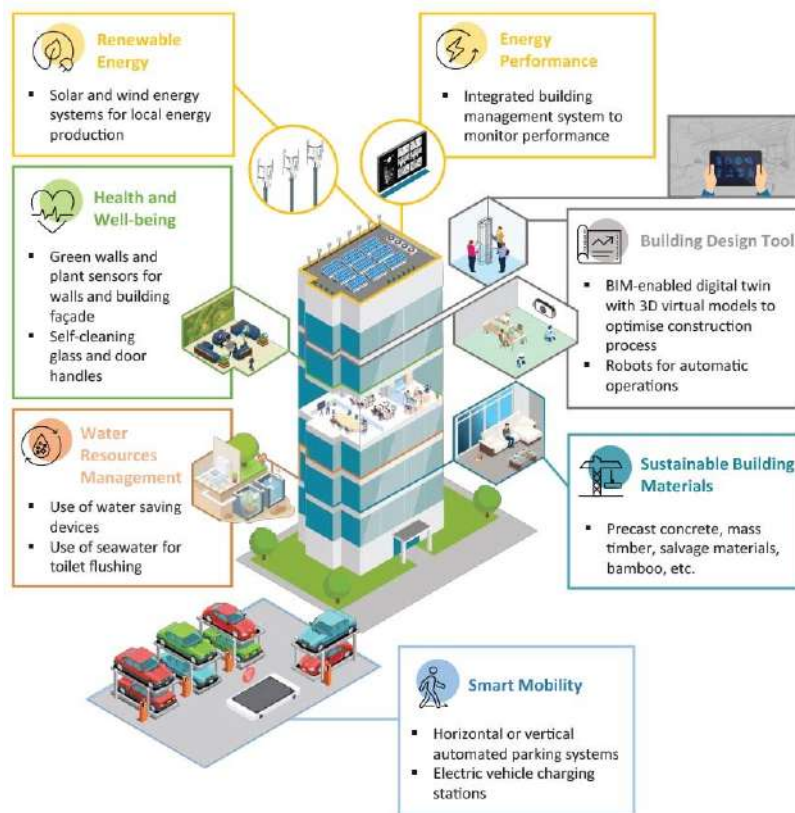 Renewable
Energy
▪ Solar and wind energy
systems for local energy
production
Energy
Performance
▪ Integrated building
management system to
monitor performance
Health and
Well-being
▪ Green walls and
plant sensors for
walls and building
façade
▪ Self-cleaning
glass and door
handles
Building Design Tool
▪ BIM-enabled digital twin
with 3D virtual models to
optimise construction
process
▪ Robots for automatic
operations
Water
Resources
Management
▪ Use of water saving
devices
▪ Use of seawater for
toilet flushing
Sustainable Building
Materials
▪ Precast concrete, mass
timber, salvage materials,
bamboo, etc.
Smart Mobility
▪ Horizontal or vertical
automated parking systems
▪ Electric vehicle charging
stations